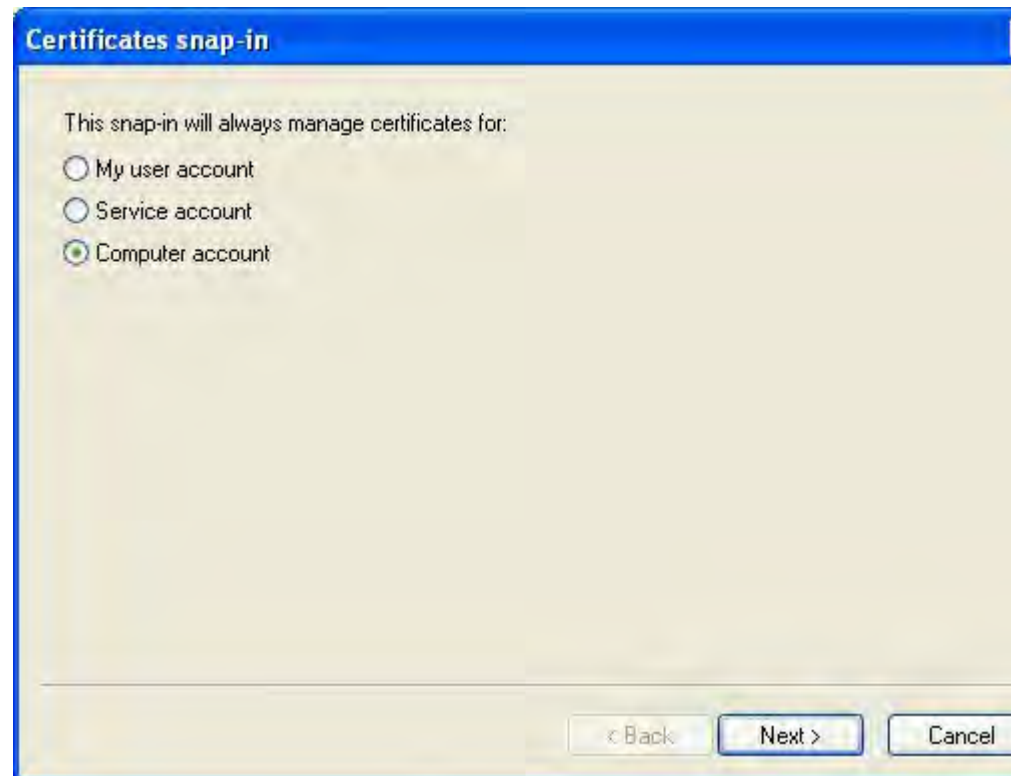 Certificates snap-in
This snap-in will always manage certificates for:
My user account
Service account
Computer account
< Back Next > Cancel